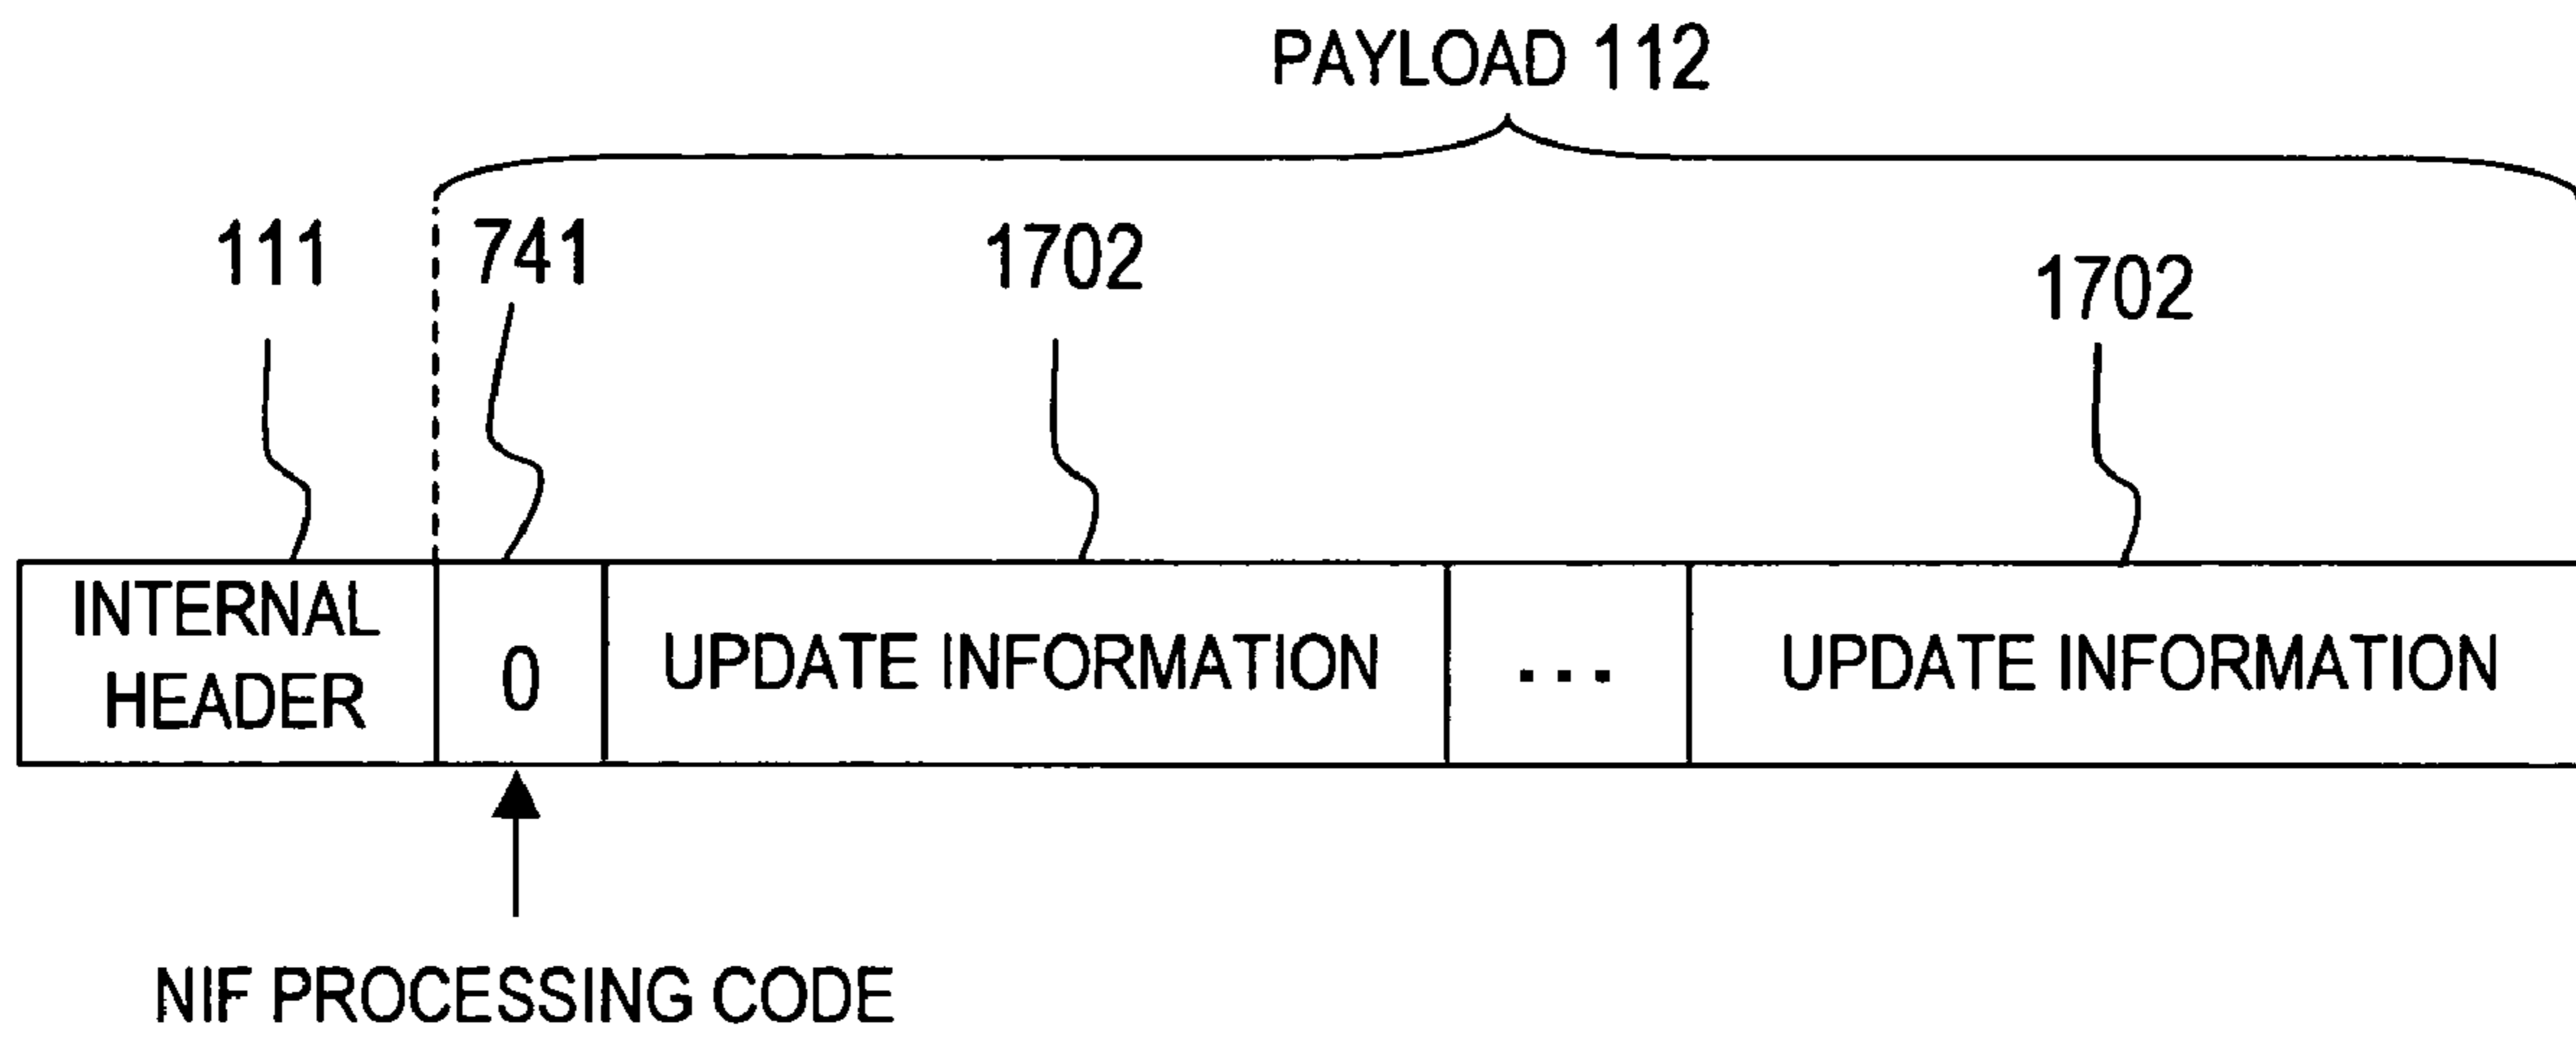 PAYLOAD 112
111
741
1702
1702
INTERNAL
HEADER
0
UPDATE INFORMATION
...
UPDATE INFORMATION
NIF PROCESSING CODE